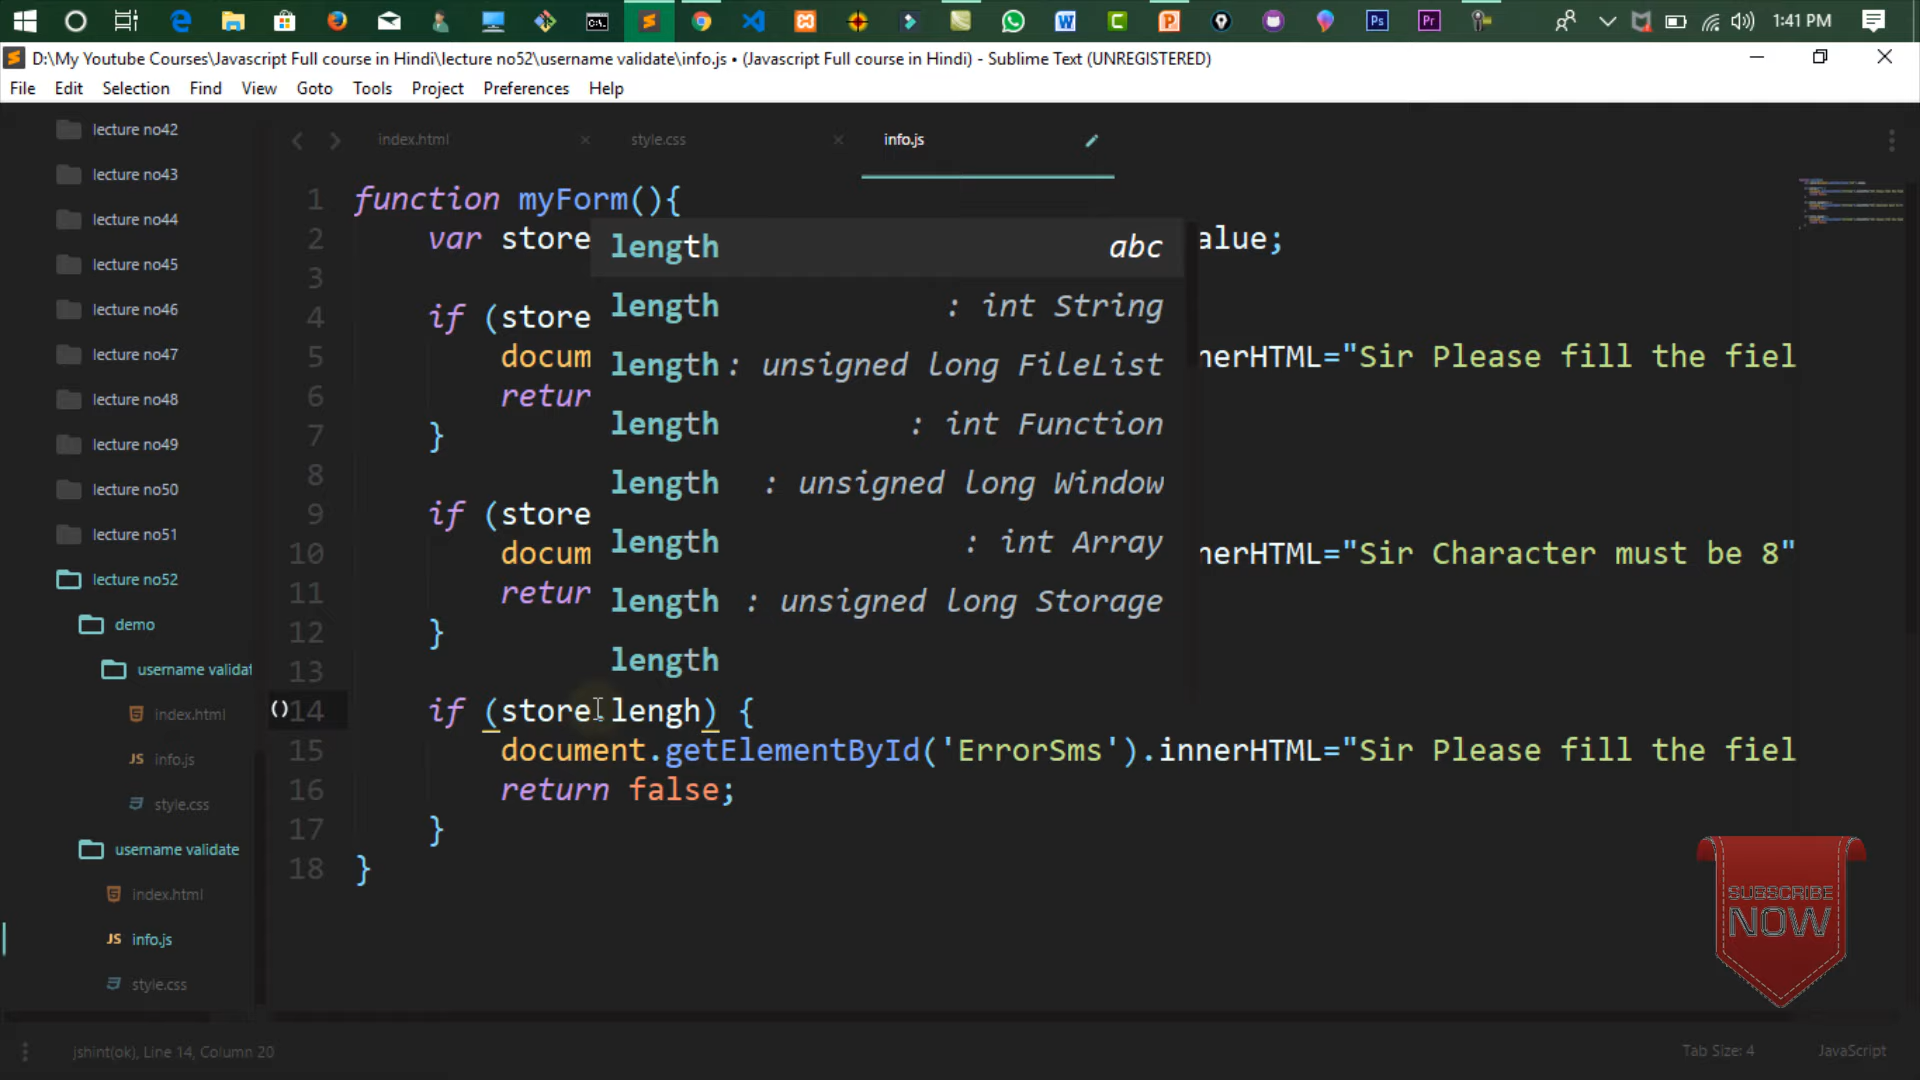 1:41 PM
D:\My Youtube Courses\Javascript Full course in Hindi\lecture no52\username validate\info.js • (Javascript Full course in Hindi) - Sublime Text (UNREGISTERED)
File Edit Selection Find View Goto Tools Project Preferences Help
lecture no42
lecture no43
lecture no44
lecture no45
lecture no46
lecture no47
lecture no48
lecture no49
lecture no50
lecture no51
lecture no52
demo
username validat
index.html
JS info.js
style.css
username validate
index.html
JS info.js
style.css
index.html × style.css × info.js
1 function myForm(){
2 var store alue;
3
4 if (store
5 docum nerHTML="Sir Please fill the fiel
6 retur
7 }
8
9 if (store
10 docum nerHTML="Sir Character must be 8"
11 retur
12 }
13
14 if (store.lengh) {
15 document.getElementById('ErrorSms').innerHTML="Sir Please fill the fiel
16 return false;
17 }
18 }
length abc
length : int String
length : unsigned long FileList
length : int Function
length : unsigned long Window
length : int Array
length : unsigned long Storage
length
SUBSCRIBE
NOW
jshint(ok), Line 14, Column 20
Tab Size: 4 JavaScript